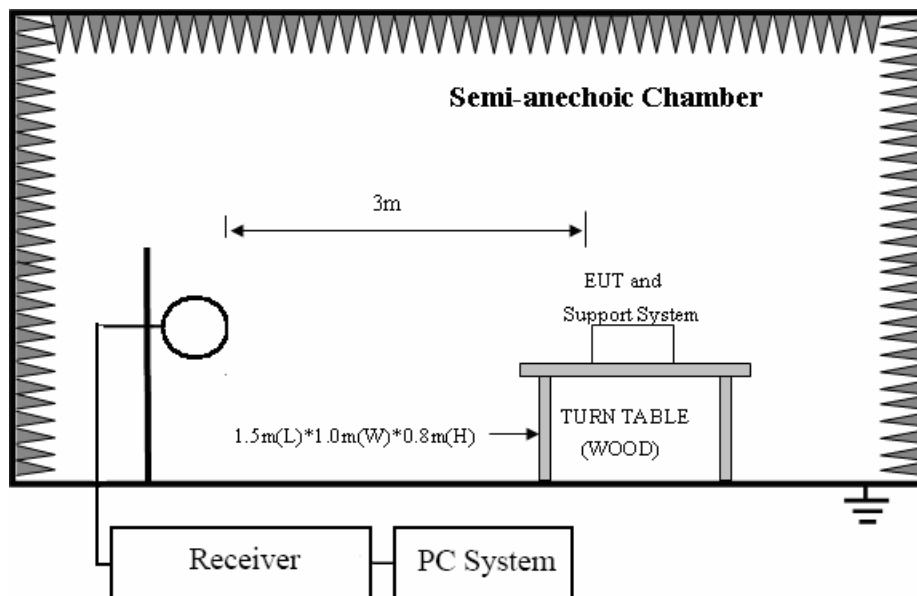 Semi-anechoic Chamber
3m
EUT and
Support System
1.5m(L)*1.0m(W)*0.8m(H)
TURN TABLE
(WOOD)
Receiver
PC System